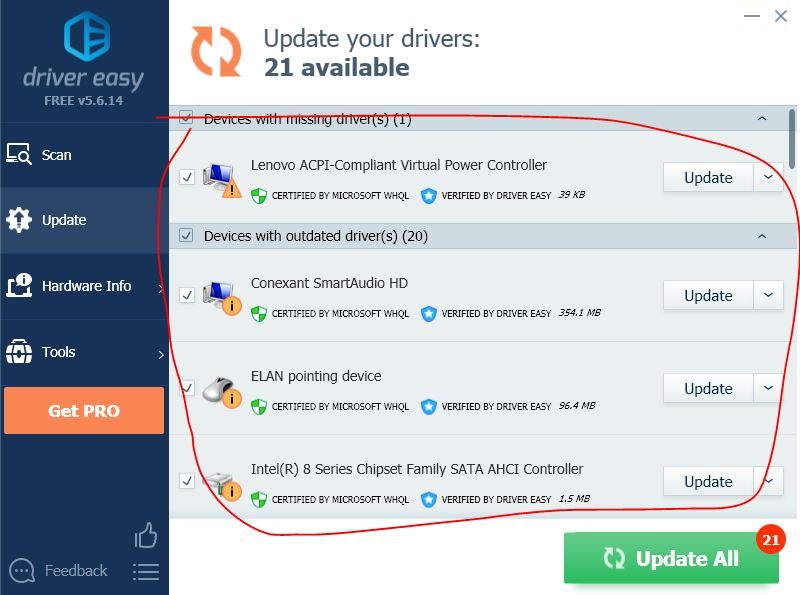 driver easy
FREE v5.6.14
Scan
Update
Hardware Info
Tools
Get PRO
Feedback
Update your drivers:
21 available
Devices with missing driver(s) (1)
Lenovo ACPI-Compliant Virtual Power Controller
CERTIFIED BY MICROSOFT WHQL VERIFIED BY DRIVER EASY 39 KB
Update
Devices with outdated driver(s) (20)
Conexant SmartAudio HD
CERTIFIED BY MICROSOFT WHQL VERIFIED BY DRIVER EASY 354.1 MB
Update
ELAN pointing device
CERTIFIED BY MICROSOFT WHQL VERIFIED BY DRIVER EASY 96.4 MB
Update
Intel(R) 8 Series Chipset Family SATA AHCI Controller
CERTIFIED BY MICROSOFT WHQL VERIFIED BY DRIVER EASY 1.5 MB
Update
21
Update All